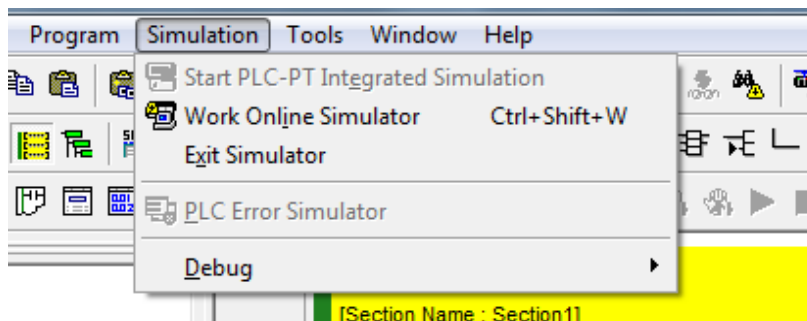 Program Simulation Tools Window Help
Start PLC-PT Integrated Simulation
Work Online Simulator Ctrl+Shift+W
Exit Simulator
PLC Error Simulator
Debug
[Section Name : Section1]